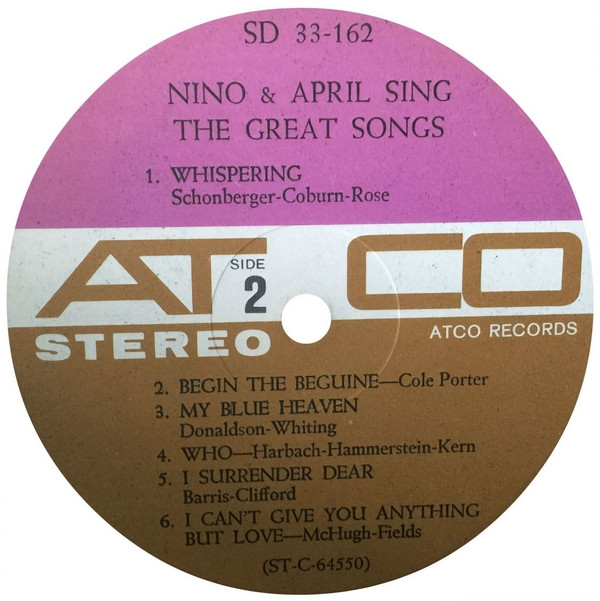 SD 33-162
NINO & APRIL SING
THE GREAT SONGS
1. WHISPERING
Schonberger-Coburn-Rose
ATCO
SIDE
2
STEREO
ATCO RECORDS
2. BEGIN THE BEGUINE—Cole Porter
3. MY BLUE HEAVEN
Donaldson-Whiting
4. WHO—Harbach-Hammerstein-Kern
5. I SURRENDER DEAR
Barris-Clifford
6. I CAN'T GIVE YOU ANYTHING
BUT LOVE—McHugh-Fields
(ST-C-64550)